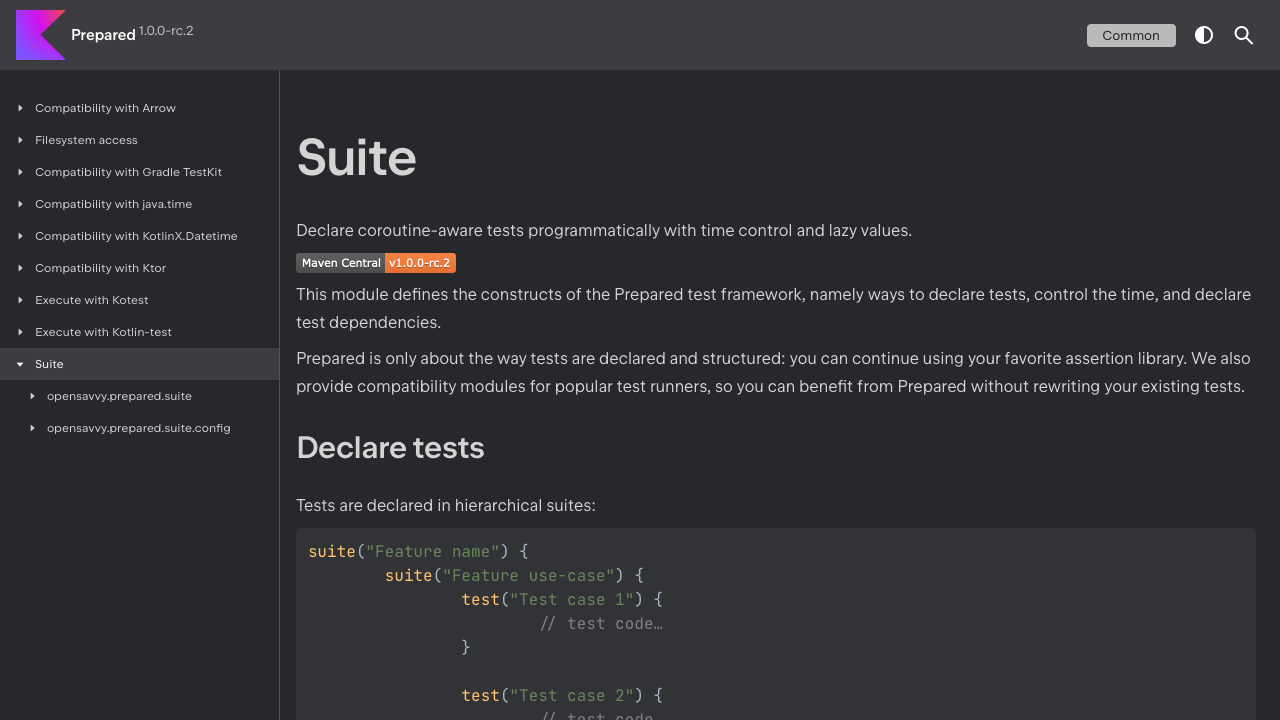 Prepared 1.0.0-rc.2
Common
Compatibility with Arrow
Filesystem access
Compatibility with Gradle TestKit
Compatibility with java.time
Compatibility with KotlinX.Datetime
Compatibility with Ktor
Execute with Kotest
Execute with Kotlin-test
Suite
opensavvy.prepared.suite
opensavvy.prepared.suite.config
Suite
Declare coroutine-aware tests programmatically with time control and lazy values.
Maven Central v1.0.0-rc.2
This module defines the constructs of the Prepared test framework, namely ways to declare tests, control the time, and declare
test dependencies.
Prepared is only about the way tests are declared and structured: you can continue using your favorite assertion library. We also
provide compatibility modules for popular test runners, so you can benefit from Prepared without rewriting your existing tests.
Declare tests
Tests are declared in hierarchical suites:
suite("Feature name") {
suite("Feature use-case") {
test("Test case 1") {
// test code…
}
test("Test case 2") {
// test code…